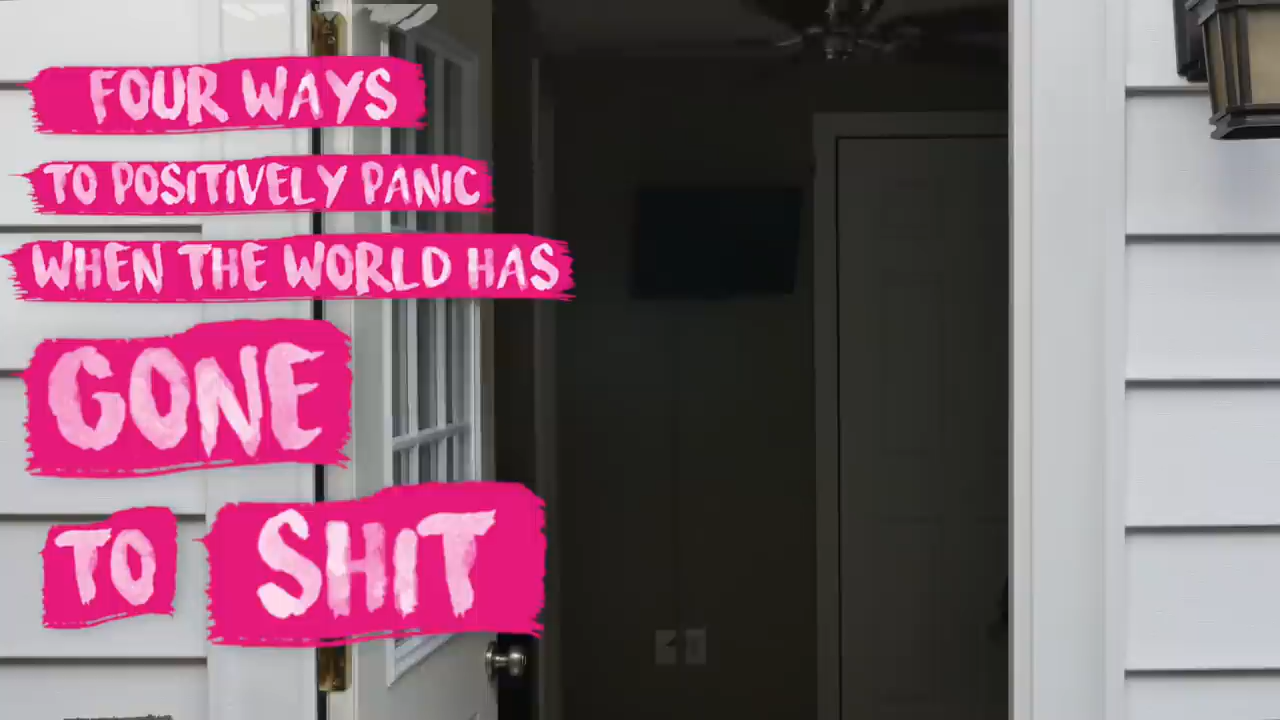 FOUR WAYS
TO POSITIVELY PANIC
WHEN THE WORLD HAS
GONE
TO SHIT